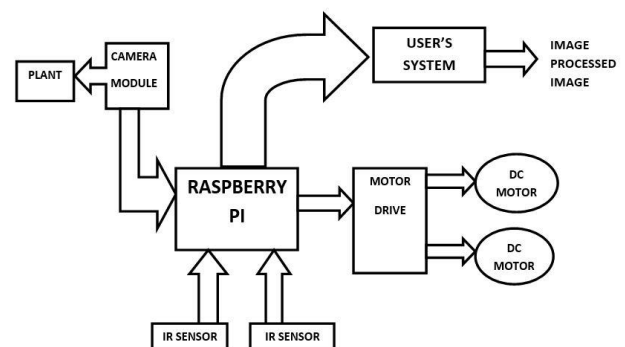 PLANT
CAMERA
MODULE
USER'S
SYSTEM
IMAGE
PROCESSED
IMAGE
RASPBERRY
PI
MOTOR
DRIVE
DC
MOTOR
DC
MOTOR
IR SENSOR
IR SENSOR